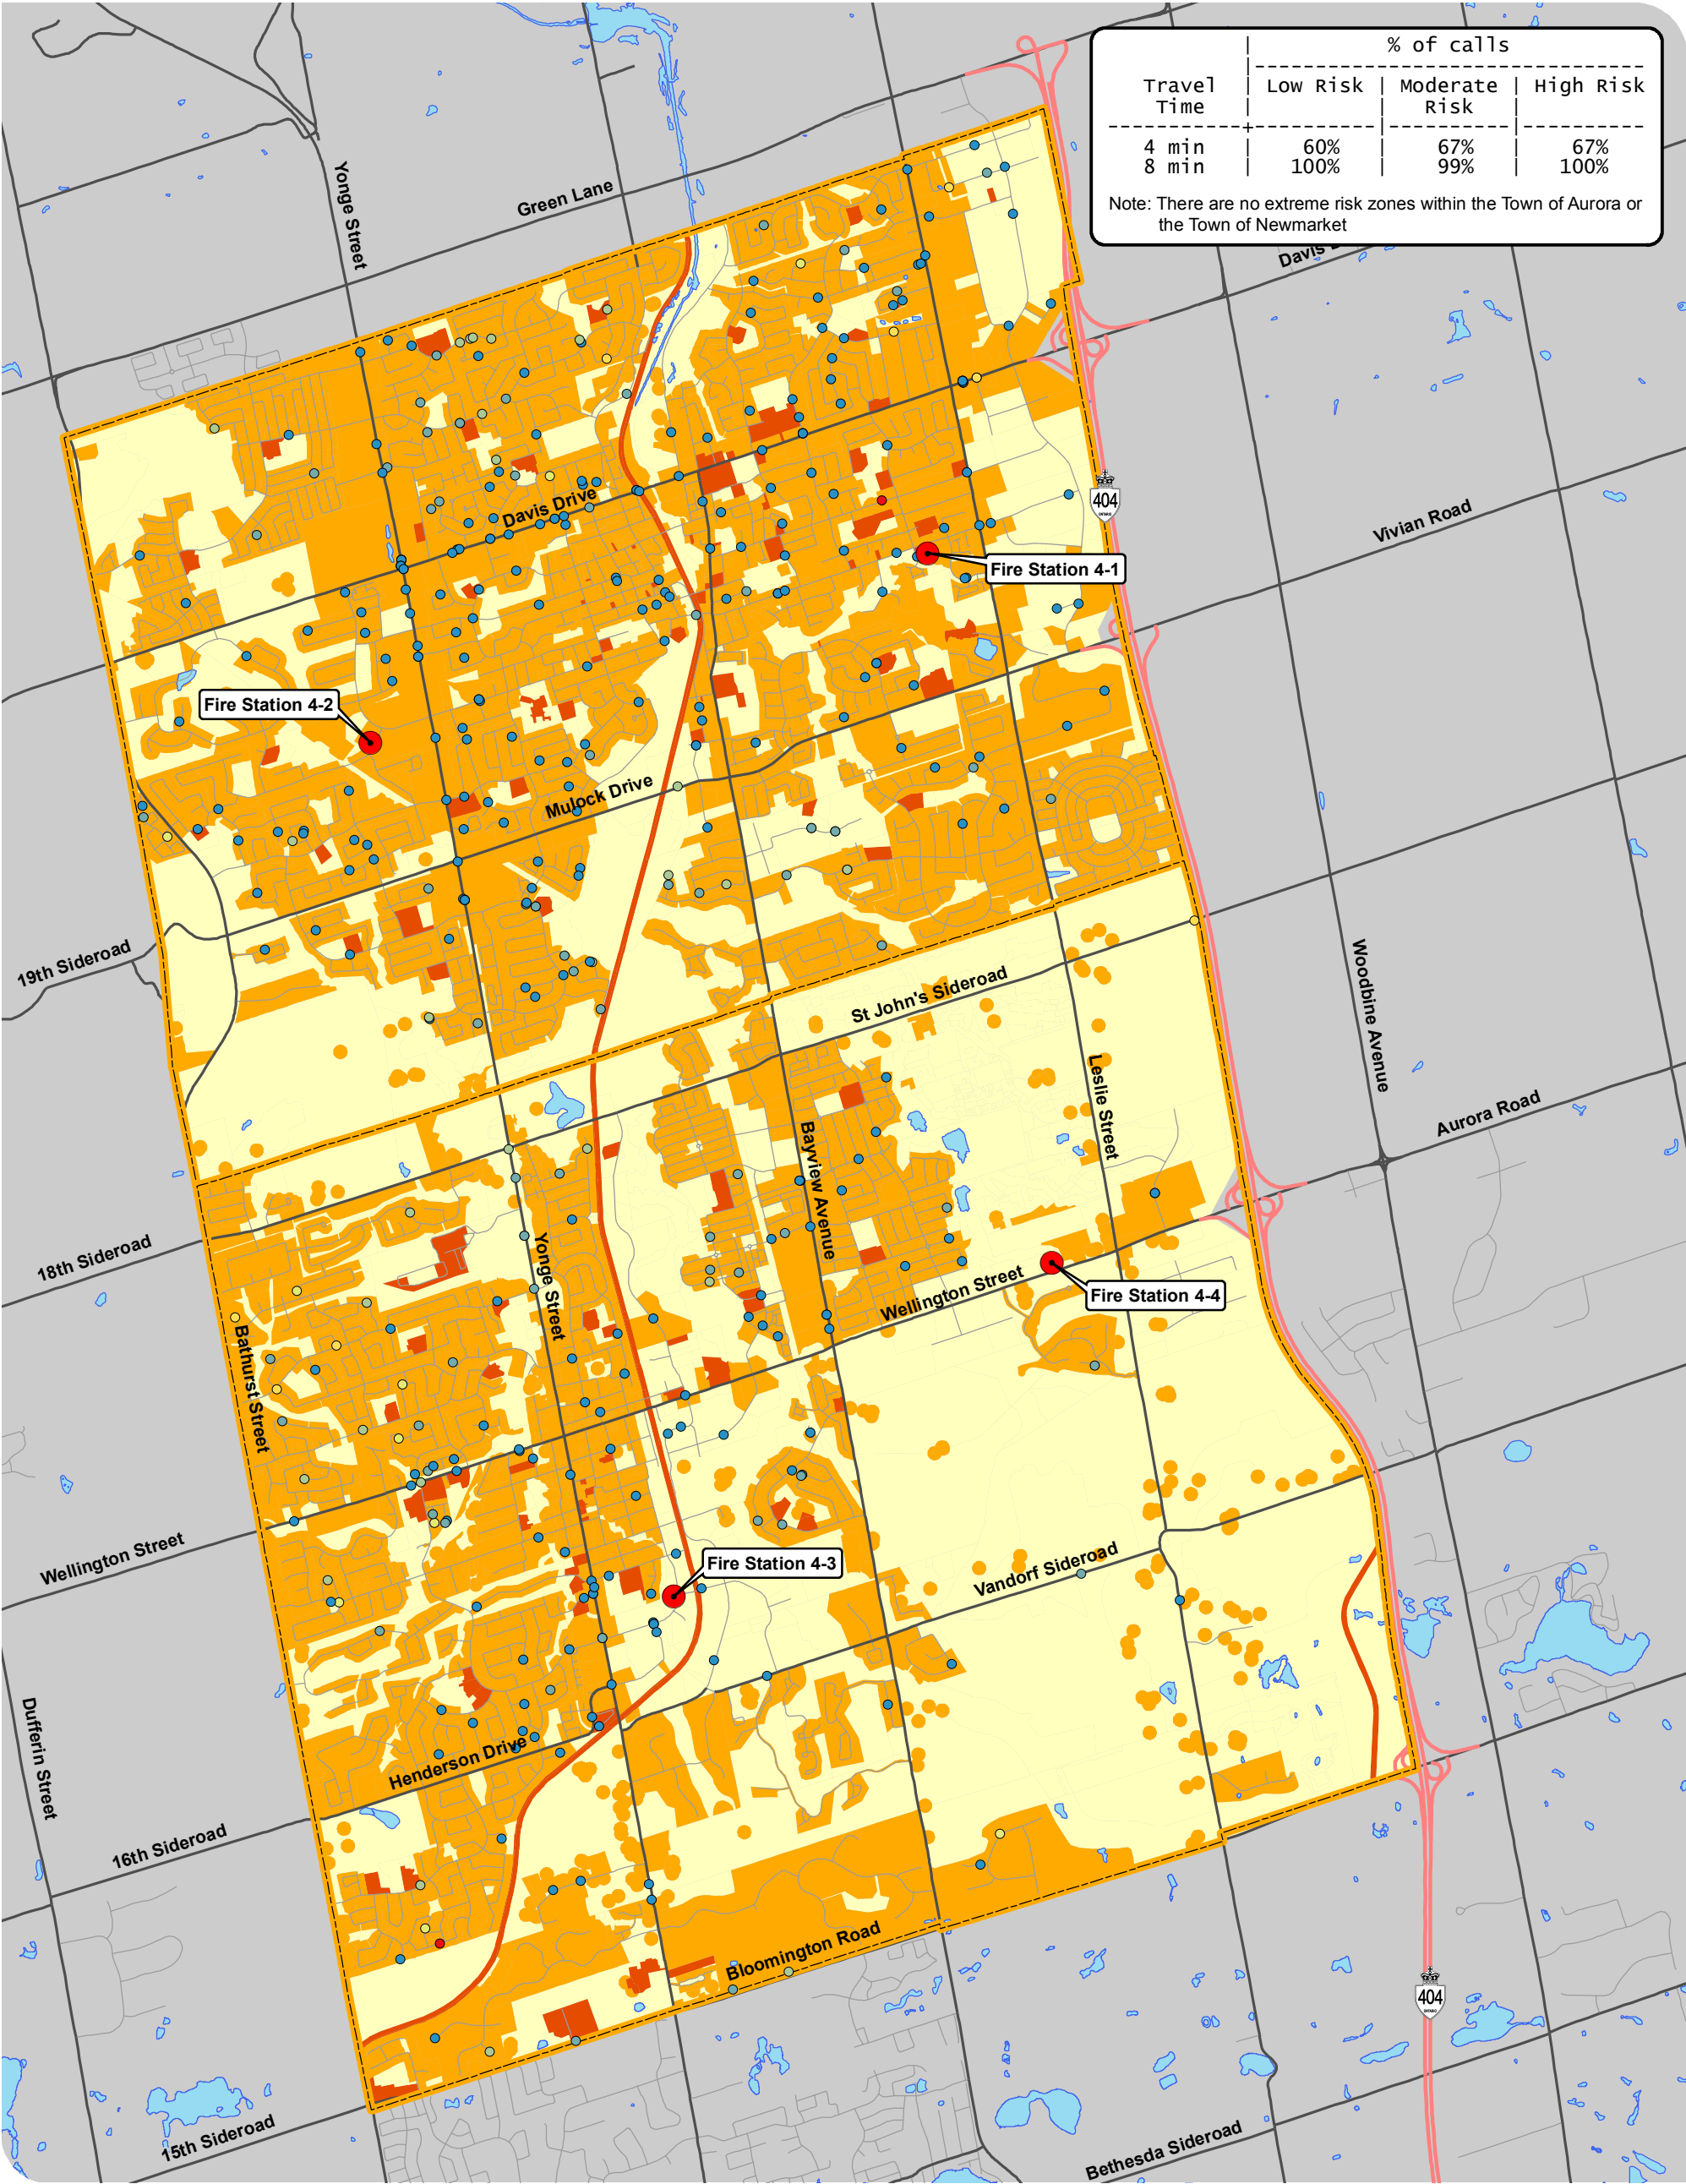 % of calls
Travel Time | Low Risk | Moderate Risk | High Risk
4 min | 60% | 67% | 67%
8 min | 100% | 99% | 100%
Note: There are no extreme risk zones within the Town of Aurora or
the Town of Newmarket
Yonge Street
Green Lane
404
ONTARIO
Davis Drive
Vivian Road
Fire Station 4-1
Fire Station 4-2
Mulock Drive
19th Sideroad
St John's Sideroad
Woodbine Avenue
Leslie Street
Aurora Road
Bayview Avenue
18th Sideroad
Yonge Street
Wellington Street
Fire Station 4-4
Bathurst Street
Wellington Street
Fire Station 4-3
Vandorf Sideroad
Dufferin Street
Henderson Drive
16th Sideroad
Bloomington Road
404
ONTARIO
15th Sideroad
Bethesda Sideroad